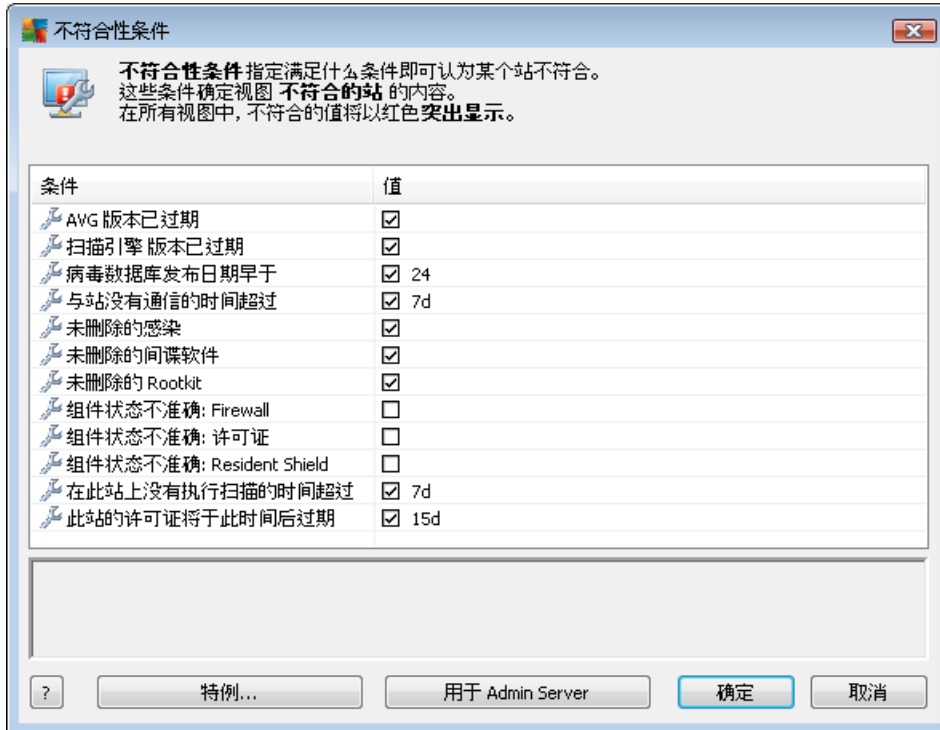 不符合性条件
不符合性条件 指定满足什么条件即可认为某个站不符合。
这些条件确定视图 不符合的站 的内容。
在所有视图中, 不符合的值将以红色突出显示。
条件 值
AVG 版本已过期
扫描引擎 版本已过期
病毒数据库发布日期早于 24
与站没有通信的时间超过 7d
未删除的感染
未删除的间谍软件
未删除的 Rootkit
组件状态不准确: Firewall
组件状态不准确: 许可证
组件状态不准确: Resident Shield
在此站上没有执行扫描的时间超过 7d
此站的许可证将于此时间后过期 15d
? 特例... 用于 Admin Server 确定 取消